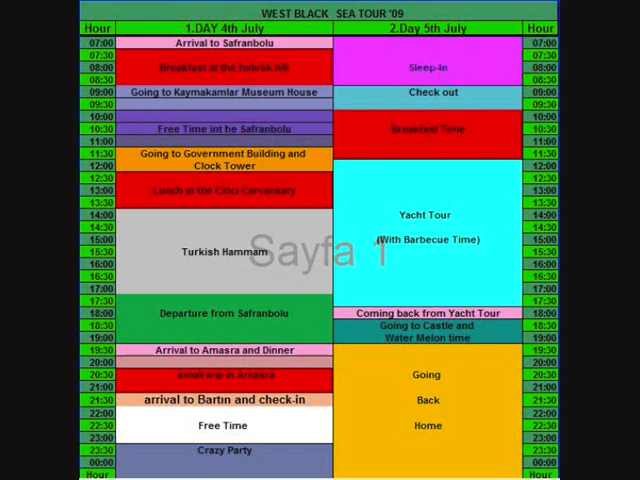 WEST BLACK SEA TOUR '09
Hour 1.DAY 4th July 2.Day 5th July Hour
07:00 Arrival to Safranbolu 07:00
07:30 07:30
08:00 Breakfast at the hıdırlık hill Sleep-In 08:00
08:30 08:30
09:00 Going to Kaymakamlar Museum House Check out 09:00
09:30 09:30
10:00 10:00
10:30 Free Time int he Safranbolu Breakfast Time 10:30
11:00 11:00
11:30 Going to Government Building and 11:30
12:00 Clock Tower 12:00
12:30 12:30
13:00 Lunch at the Cinci Carvansary 13:00
13:30 13:30
14:00 Yacht Tour 14:00
14:30 14:30
15:00 (With Barbecue Time) 15:00
15:30 Turkish Hammam 15:30
Sayfa 1
16:00 16:00
16:30 16:30
17:00 17:00
17:30 17:30
18:00 Departure from Safranbolu Coming back from Yacht Tour 18:00
18:30 Going to Castle and 18:30
19:00 Water Melon time 19:00
19:30 Arrival to Amasra and Dinner 19:30
20:00 20:00
20:30 small trip in Amasra Going 20:30
21:00 21:00
21:30 arrival to Bartın and check-in Back 21:30
22:00 22:00
22:30 Free Time Home 22:30
23:00 23:00
23:30 Crazy Party 23:30
00:00 00:00
Hour Hour